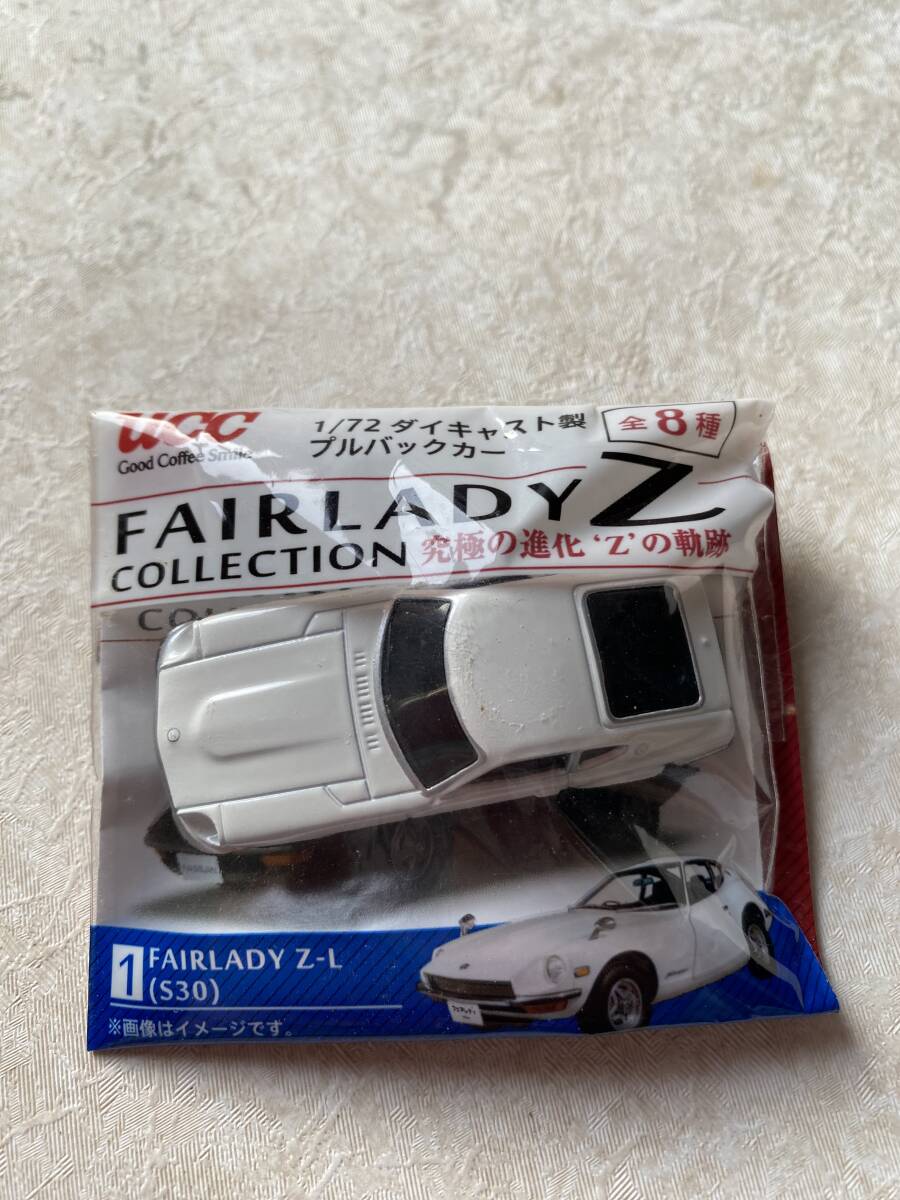 UCC
Good Coffee Smile
1/72 ダイキャスト製
プルバックカー
全8種
FAIRLADY Z
COLLECTION 究極の進化‘Z’の軌跡
1 FAIRLADY Z-L
(S30)
※画像はイメージです。